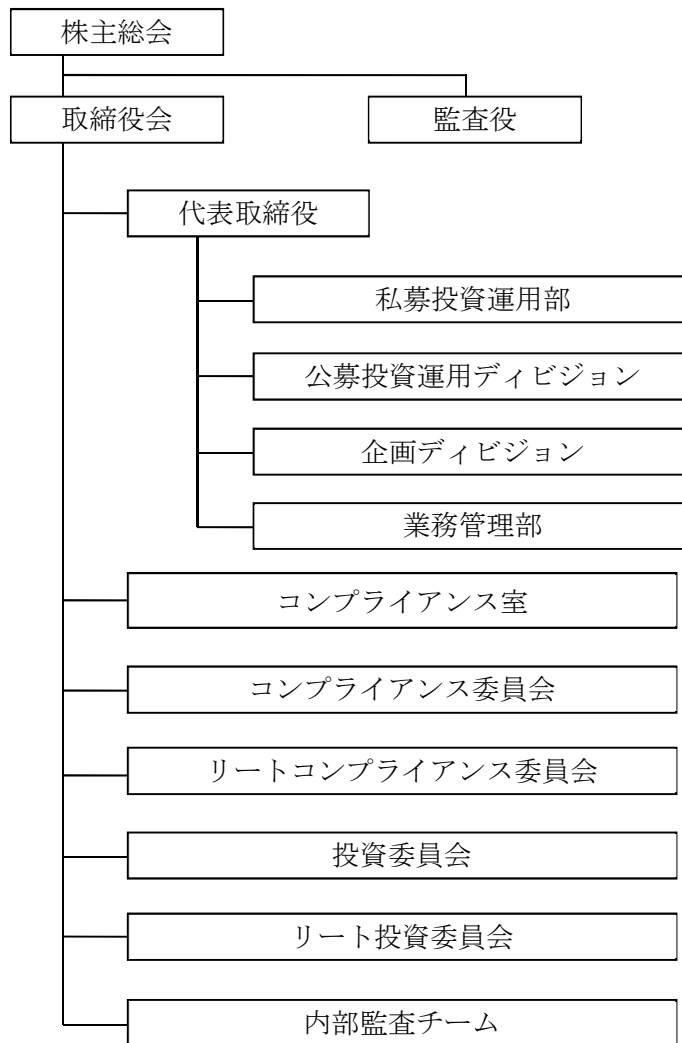 株主総会
取締役会
監査役
代表取締役
私募投資運用部
公募投資運用ディビジョン
企画ディビジョン
業務管理部
コンプライアンス室
コンプライアンス委員会
リートコンプライアンス委員会
投資委員会
リート投資委員会
内部監査チーム